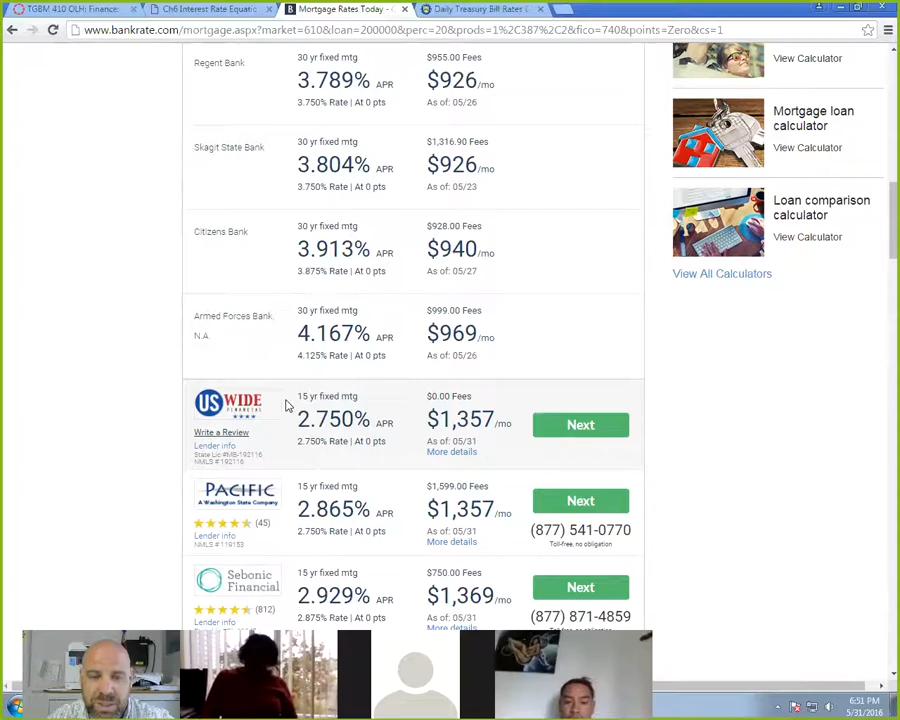 TGBM 410 OLH: Finance:
Ch6 Interest Rate Equatic
Mortgage Rates Today -
Daily Treasury Bill Rates
www.bankrate.com/mortgage.aspx?market=610&loan=200000&perc=20&prods=1%2C387%2C2&fico=740&points=Zero&cs=1
Regent Bank
30 yr fixed mtg
3.789% APR
3.750% Rate | At 0 pts
$955.00 Fees
$926/mo
As of: 05/26
Skagit State Bank
30 yr fixed mtg
3.804% APR
3.750% Rate | At 0 pts
$1,316.90 Fees
$926/mo
As of: 05/23
Citizens Bank
30 yr fixed mtg
3.913% APR
3.875% Rate | At 0 pts
$928.00 Fees
$940/mo
As of: 05/27
Armed Forces Bank,
N.A.
30 yr fixed mtg
4.167% APR
4.125% Rate | At 0 pts
$999.00 Fees
$969/mo
As of: 05/26
US WIDE
FINANCIAL
Write a Review
Lender info
State Lic #MB-192116
NMLS # 192116
15 yr fixed mtg
2.750% APR
2.750% Rate | At 0 pts
$0.00 Fees
$1,357/mo
As of: 05/31
More details
Next
PACIFIC
A Washington State Company
(45)
Lender info
NMLS # 119153
15 yr fixed mtg
2.865% APR
2.750% Rate | At 0 pts
$1,599.00 Fees
$1,357/mo
As of: 05/31
More details
Next
(877) 541-0770
Toll-free, no obligation
Sebonic
Financial
(812)
Lender info
15 yr fixed mtg
2.929% APR
2.875% Rate | At 0 pts
$750.00 Fees
$1,369/mo
As of: 05/31
More details
Next
(877) 871-4859
View Calculator
Mortgage loan
calculator
View Calculator
Loan comparison
calculator
View Calculator
View All Calculators
6:51 PM
5/31/2016